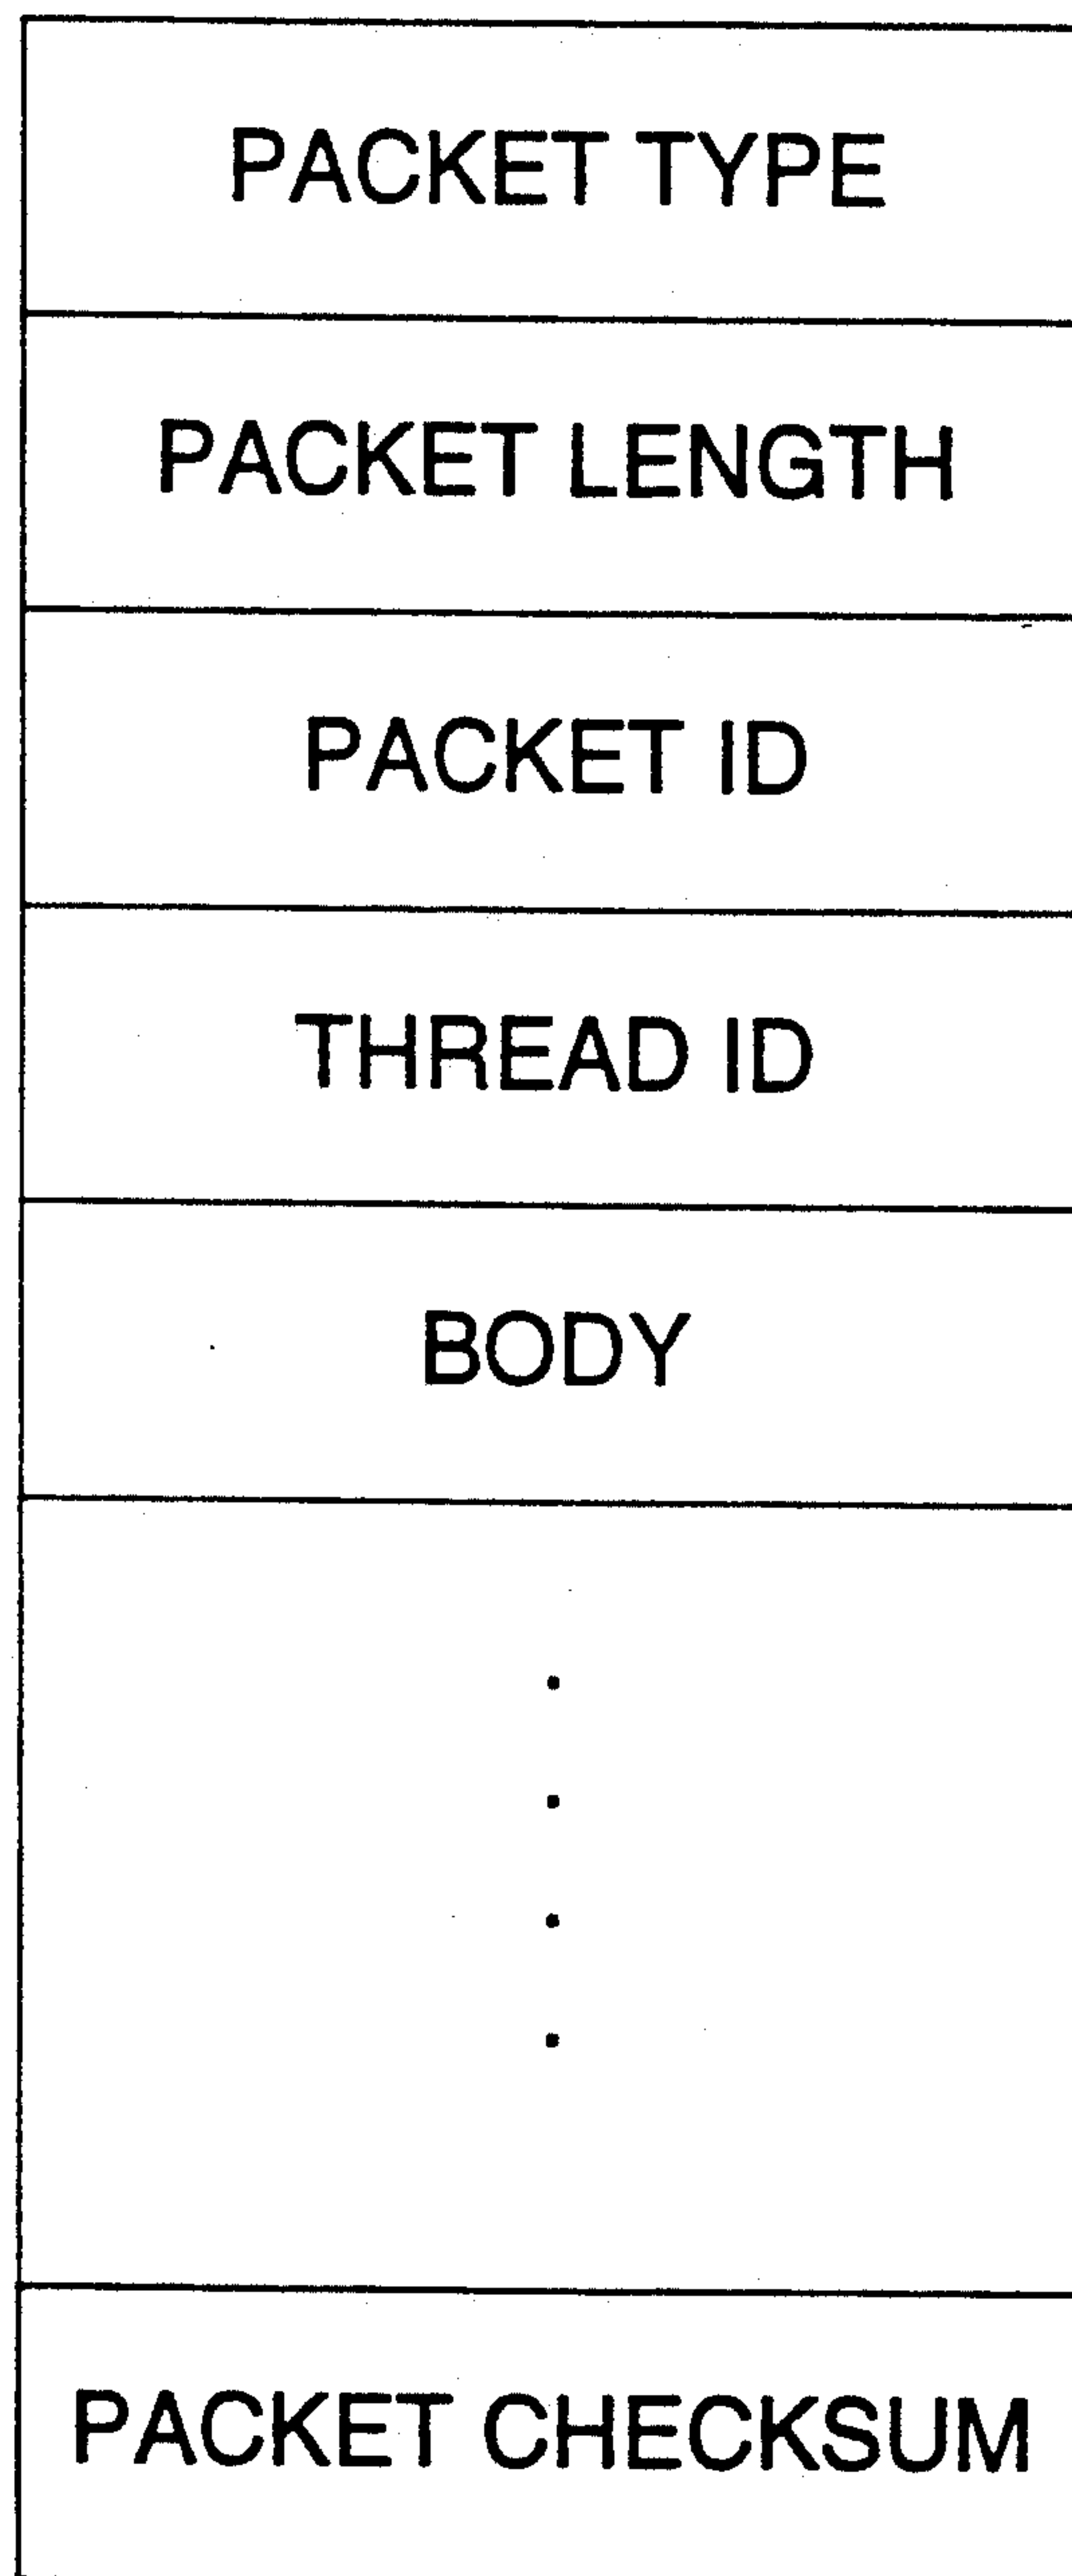 PACKET TYPE
PACKET LENGTH
PACKET ID
THREAD ID
BODY
.
.
.
.
PACKET CHECKSUM